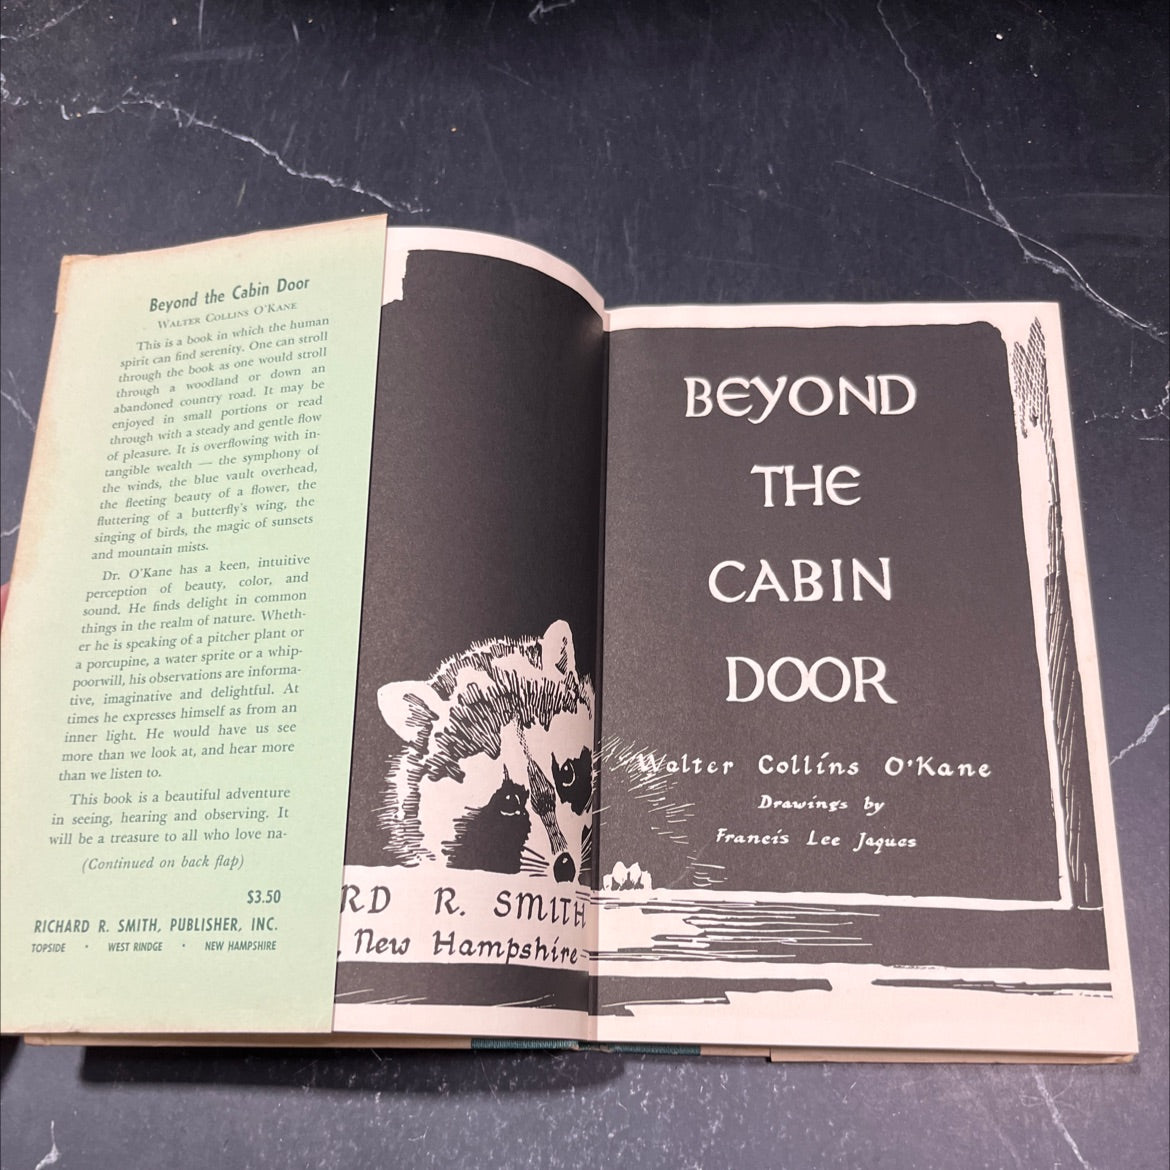 Beyond the Cabin Door
WALTER COLLINS O'KANE
This is a book in which the human
spirit can find serenity. One can stroll
through the book as one would stroll
through a woodland or down an
abandoned country road. It may be
enjoyed in small portions or read
through with a steady and gentle flow
of pleasure. It is overflowing with in-
tangible wealth — the symphony of
the winds, the blue vault overhead,
the fleeting beauty of a flower, the
fluttering of a butterfly's wing, the
singing of birds, the magic of sunsets
and mountain mists.
Dr. O'Kane has a keen, intuitive
perception of beauty, color, and
sound. He finds delight in common
things in the realm of nature. Wheth-
er he is speaking of a pitcher plant or
a porcupine, a water sprite or a whip-
poorwill, his observations are informa-
tive, imaginative and delightful. At
times he expresses himself as from an
inner light. He would have us see
more than we look at, and hear more
than we listen to.
This book is a beautiful adventure
in seeing, hearing and observing. It
will be a treasure to all who love na-
(Continued on back flap)
$3.50
RICHARD R. SMITH, PUBLISHER, INC.
TOPSIDE • WEST RINDGE • NEW HAMPSHIRE
RD R. SMITH
, New Hampshire
BEYOND
THE
CABIN
DOOR
Walter Collins O'Kane
Drawings by
Francis Lee Jaques